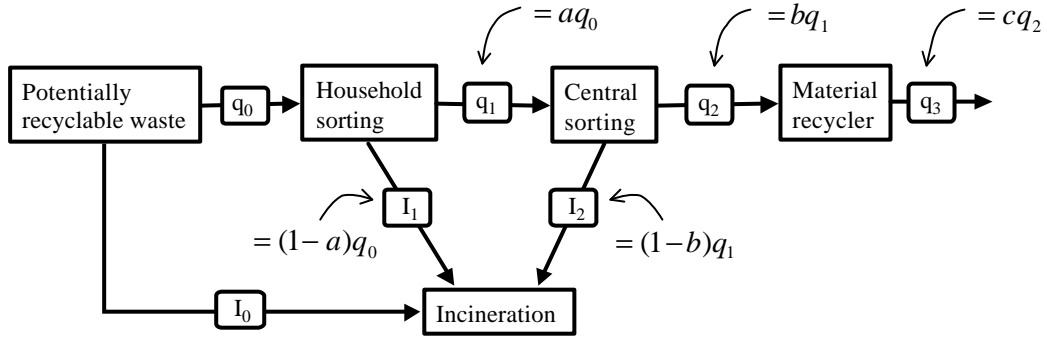 = aq₀
= bq₁
= cq₂
Potentially
recyclable waste
q₀
Household
sorting
q₁
Central
sorting
q₂
Material
recycler
q₃
I₁
I₂
= (1− a)q₀
= (1−b)q₁
I₀
Incineration